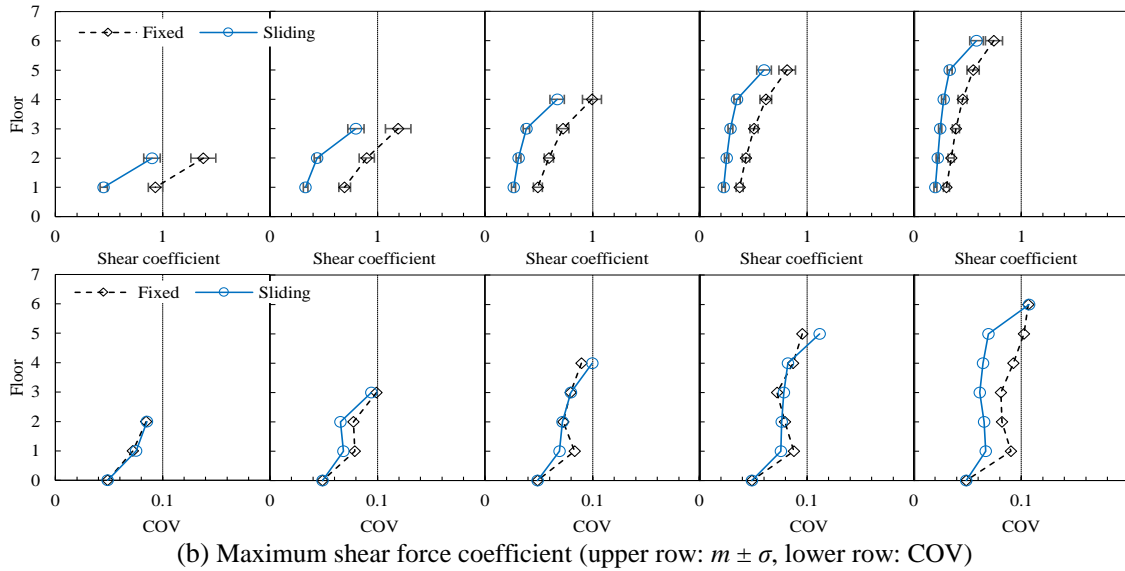 7
6
5
4
3
2
1
0
Floor
Fixed Sliding
0 1 0 1 0 1 0 1 0 1
Shear coefficient Shear coefficient Shear coefficient Shear coefficient Shear coefficient
7
6
5
4
3
2
1
0
Floor
Fixed Sliding
0 0.1 0 0.1 0 0.1 0 0.1 0 0.1
COV COV COV COV COV
(b) Maximum shear force coefficient (upper row: m ± σ, lower row: COV)